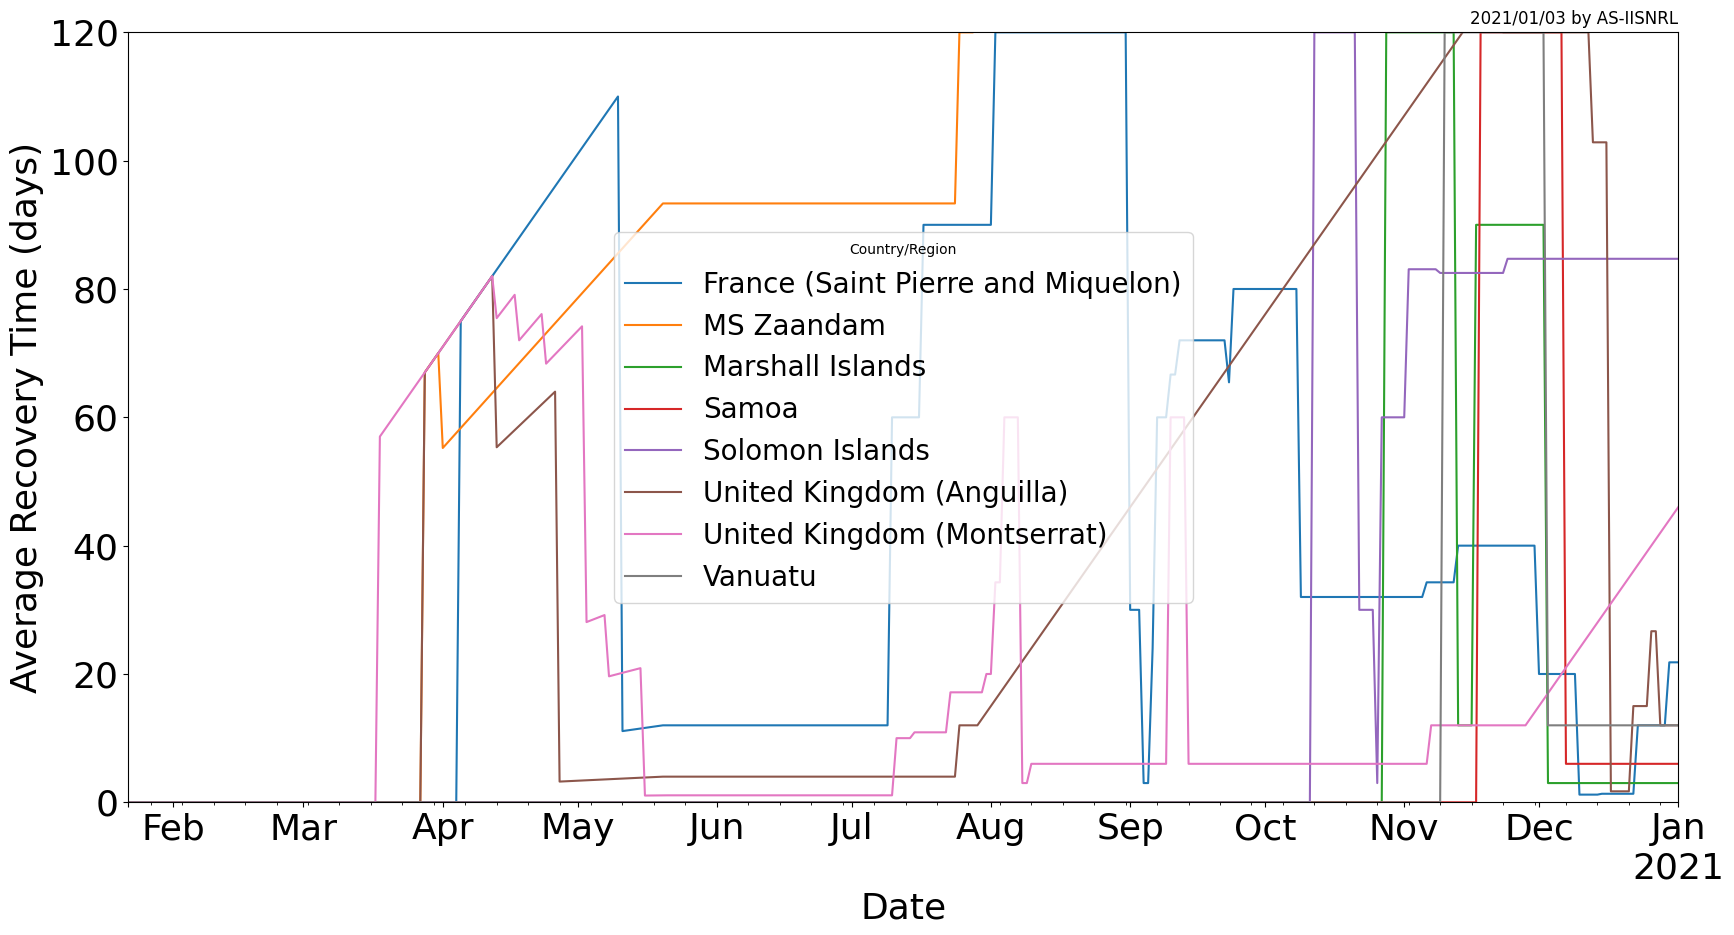 2021/01/03 by AS-IISNRL
120
100
80
60
40
20
0
Average Recovery Time (days)
Country/Region
France (Saint Pierre and Miquelon)
MS Zaandam
Marshall Islands
Samoa
Solomon Islands
United Kingdom (Anguilla)
United Kingdom (Montserrat)
Vanuatu
Feb Mar Apr May Jun Jul Aug Sep Oct Nov Dec Jan
2021
Date